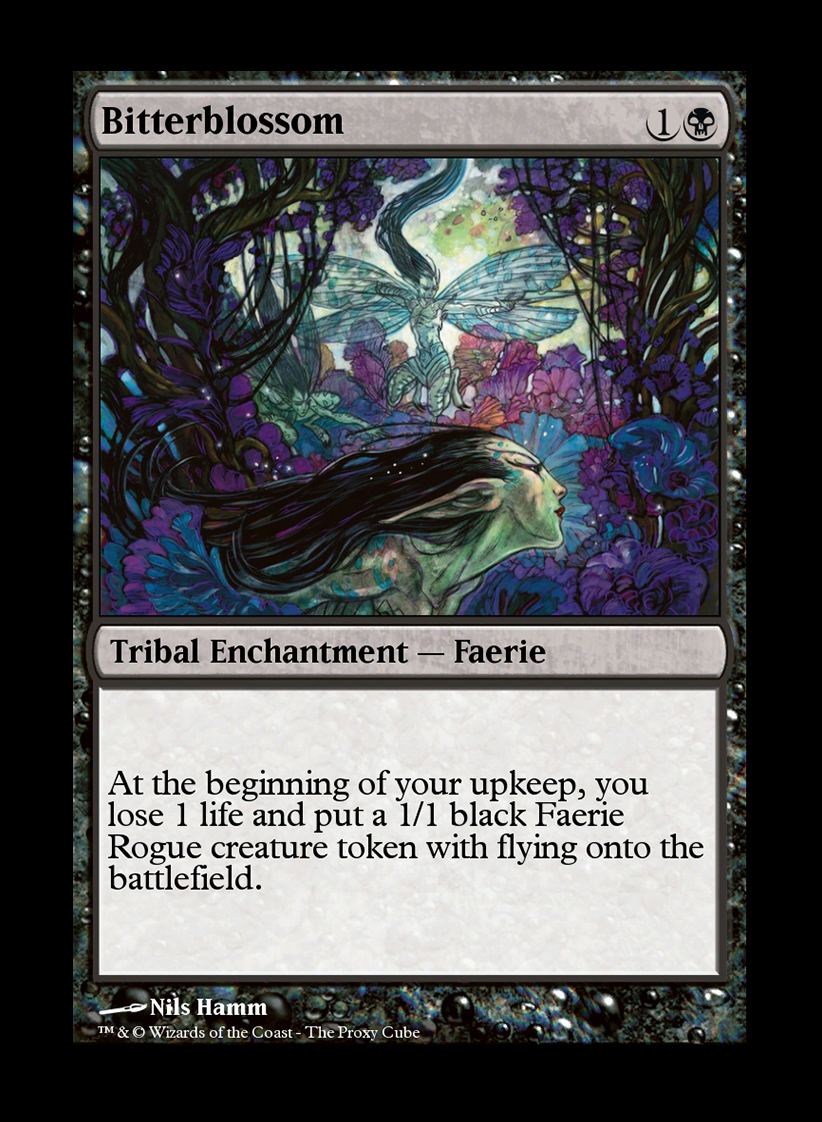 Bitterblossom 1
Tribal Enchantment — Faerie
At the beginning of your upkeep, you
lose 1 life and put a 1/1 black Faerie
Rogue creature token with flying onto the
battlefield.
Nils Hamm
™ & © Wizards of the Coast - The Proxy Cube